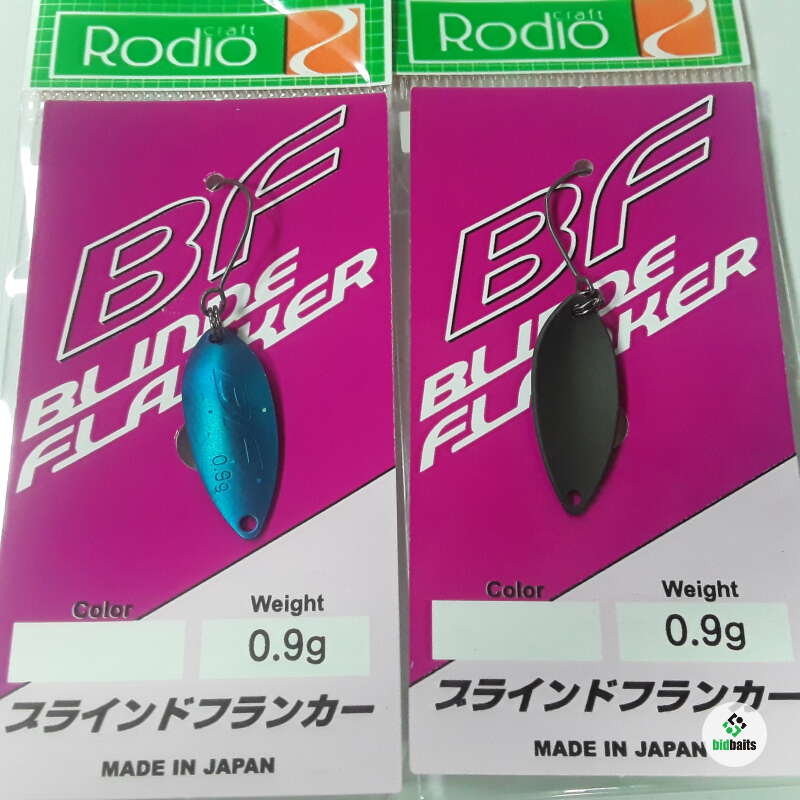 Rodio craft
BF
BLINDE
FLANKER
0.9g
Color
Weight
0.9g
ブラインドフランカー
MADE IN JAPAN
Rodio craft
BF
BLINDE
FLANKER
Color
Weight
0.9g
ブラインドフランカー
MADE IN JAPAN
bidbaits